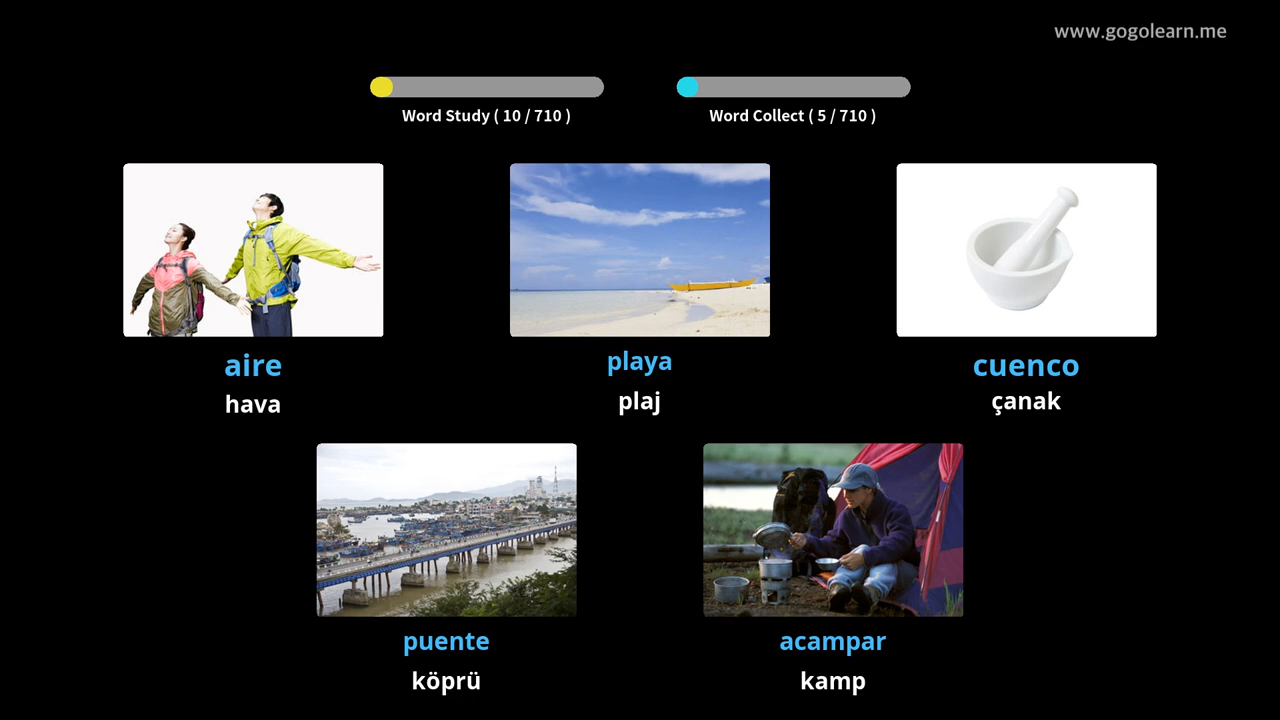 www.gogolearn.me
Word Study ( 10 / 710 )
Word Collect ( 5 / 710 )
aire
hava
playa
plaj
cuenco
çanak
puente
köprü
acampar
kamp